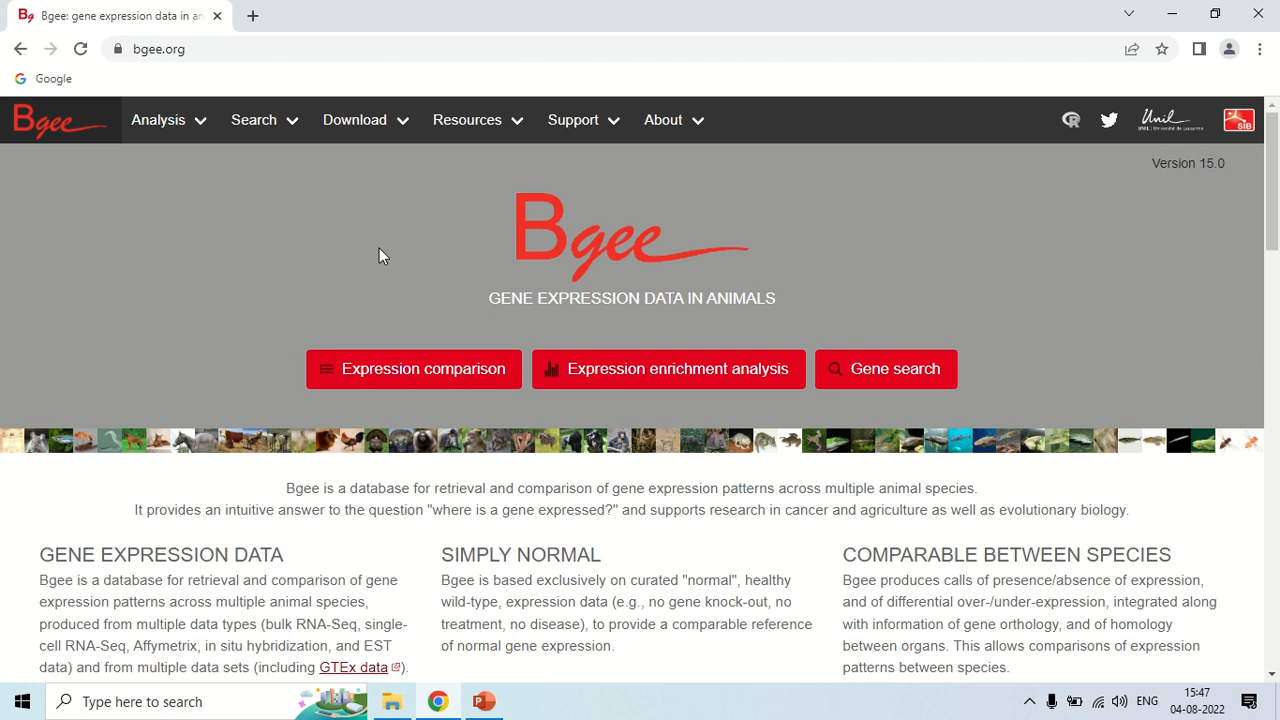 Bgee: gene expression data in an
bgee.org
Google
Bgee Analysis Search Download Resources Support About R Unil SIB
UNIL | Université de Lausanne
Version 15.0
Bgee
GENE EXPRESSION DATA IN ANIMALS
Expression comparison Expression enrichment analysis Gene search
Bgee is a database for retrieval and comparison of gene expression patterns across multiple animal species.
It provides an intuitive answer to the question "where is a gene expressed?" and supports research in cancer and agriculture as well as evolutionary biology.
GENE EXPRESSION DATA
Bgee is a database for retrieval and comparison of gene
expression patterns across multiple animal species,
produced from multiple data types (bulk RNA-Seq, single-
cell RNA-Seq, Affymetrix, in situ hybridization, and EST
data) and from multiple data sets (including GTEx data ).
SIMPLY NORMAL
Bgee is based exclusively on curated "normal", healthy
wild-type, expression data (e.g., no gene knock-out, no
treatment, no disease), to provide a comparable reference
of normal gene expression.
COMPARABLE BETWEEN SPECIES
Bgee produces calls of presence/absence of expression,
and of differential over-/under-expression, integrated along
with information of gene orthology, and of homology
between organs. This allows comparisons of expression
patterns between species.
Type here to search
ENG
15:47
04-08-2022